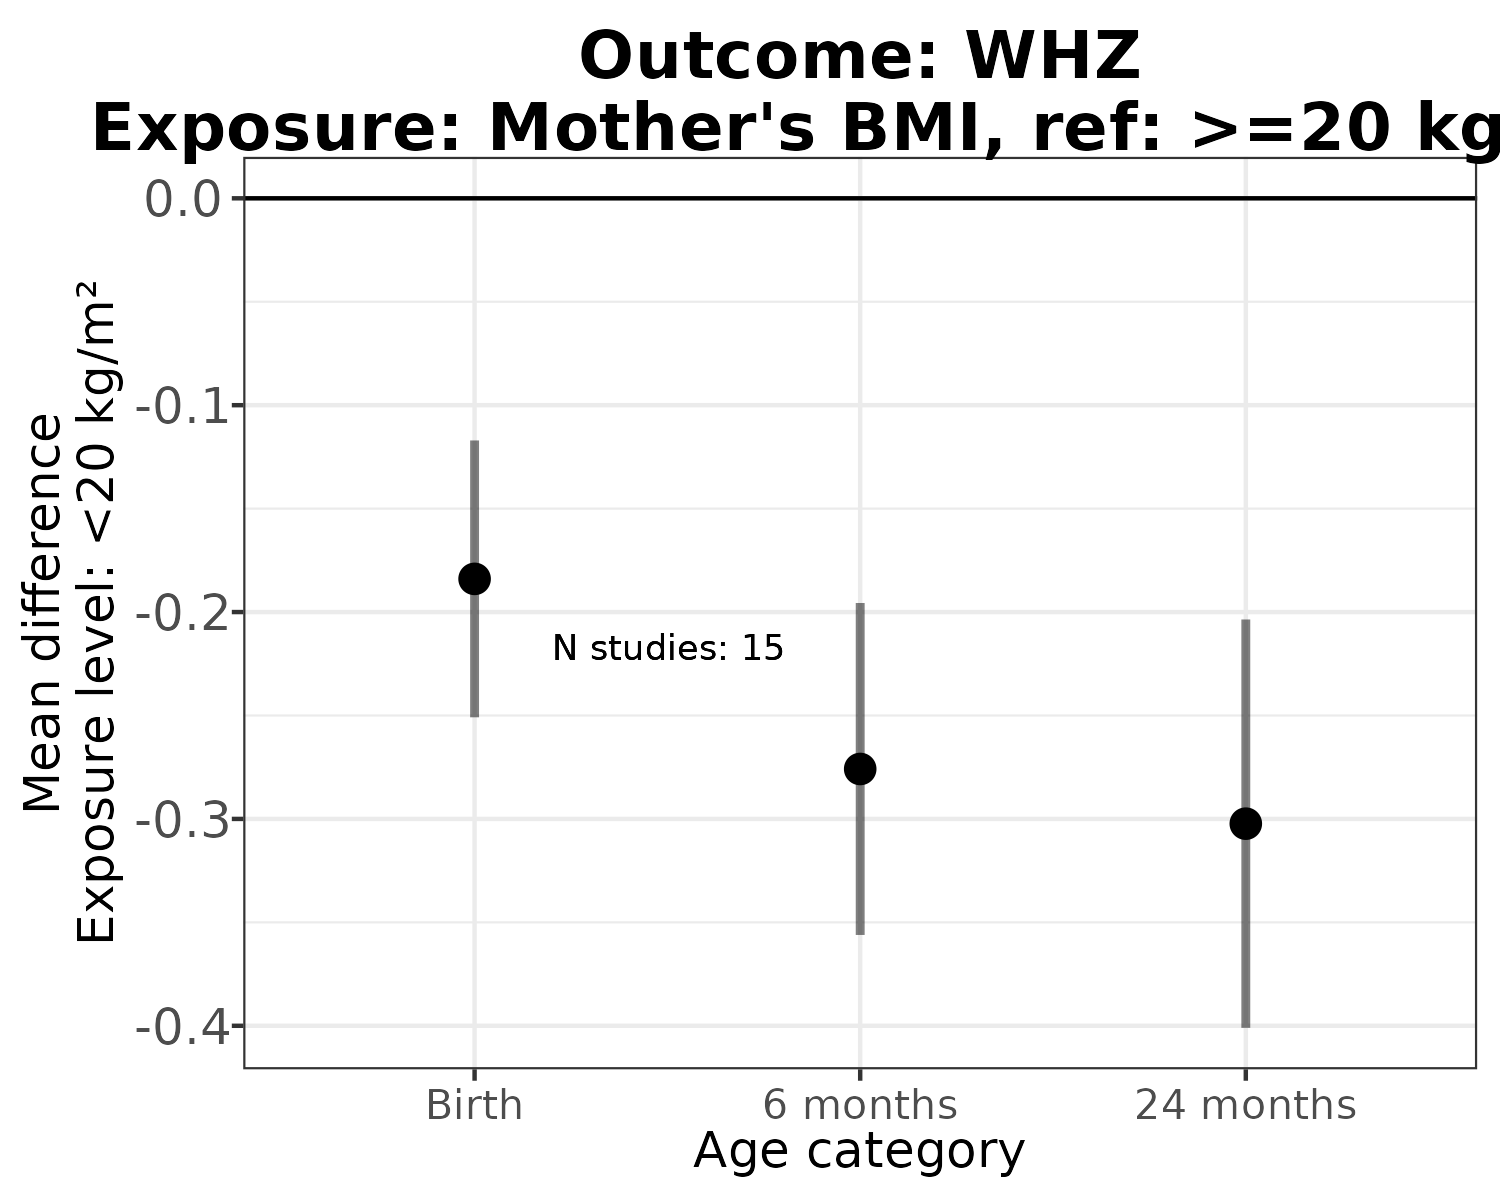 Outcome: WHZ
Exposure: Mother's BMI, ref: >=20 kg
Mean difference
Exposure level: <20 kg/m²
0.0
-0.1
-0.2
-0.3
-0.4
N studies: 15
Birth
6 months
24 months
Age category